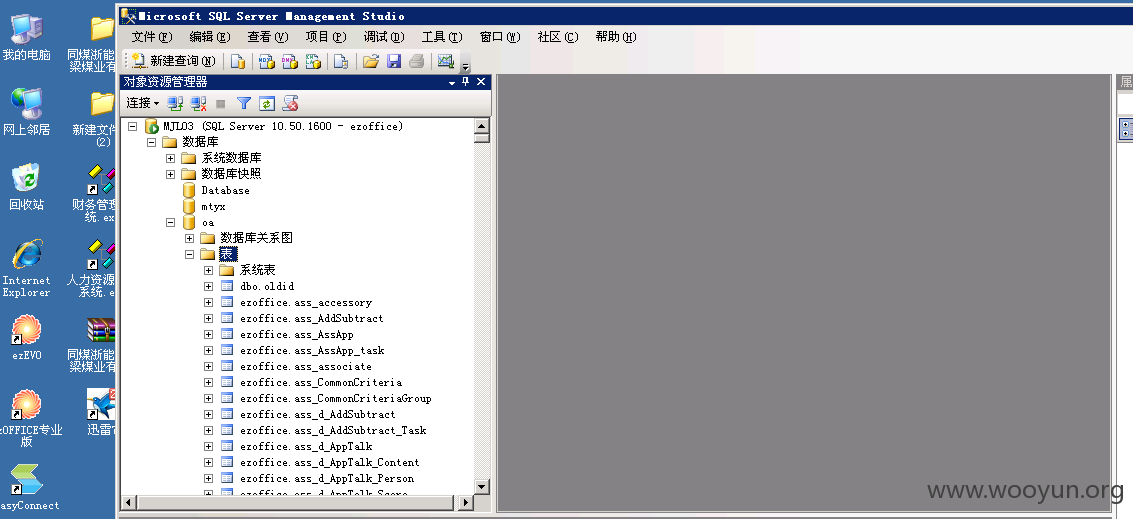 Microsoft SQL Server Management Studio
文件(F) 编辑(E) 查看(V) 项目(P) 调试(D) 工具(T) 窗口(W) 社区(C) 帮助(H)
新建查询(N)
对象资源管理器
连接
MJL03 (SQL Server 10.50.1600 - ezoffice)
数据库
系统数据库
数据库快照
Database
mtyx
oa
数据库关系图
表
系统表
dbo.oldid
ezoffice.ass_accessory
ezoffice.ass_AddSubtract
ezoffice.ass_AssApp
ezoffice.ass_AssApp_task
ezoffice.ass_associate
ezoffice.ass_CommonCriteria
ezoffice.ass_CommonCriteriaGroup
ezoffice.ass_d_AddSubtract
ezoffice.ass_d_AddSubtract_Task
ezoffice.ass_d_AppTalk
ezoffice.ass_d_AppTalk_Content
ezoffice.ass_d_AppTalk_Person
ezoffice.ass_d_AppTalk_Score
属
我的电脑
同煤浙能
梁煤业有
网上邻居
新建文件
(2)
回收站
财务管理
统.ex
Internet
Explorer
人力资源
系统.e
ezEVO
同煤浙能
梁煤业有
zOFFICE专业
版
迅雷7
asyConnect
www.wooyun.org